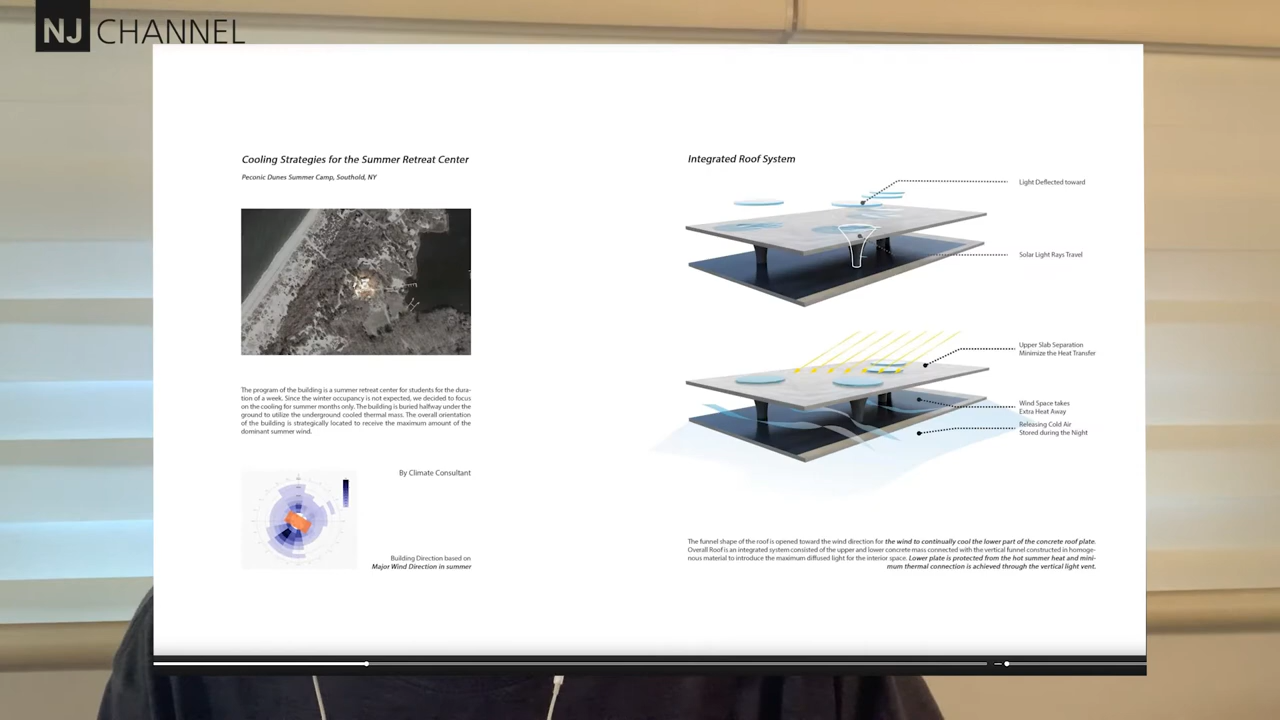 NJ CHANNEL
Cooling Strategies for the Summer Retreat Center
Peconic Dunes Summer Camp, Southold, NY
The program of the building is a summer retreat center for students for the dura-
tion of a week. Since the winter occupancy is not expected, we decided to focus
on the cooling for summer months only. The building is buried halfway under the
ground to utilize the underground cooled thermal mass. The overall orientation
of the building is strategically located to receive the maximum amount of the
dominant summer wind.
By Climate Consultant
Building Direction based on
Major Wind Direction in summer
Integrated Roof System
Light Deflected toward
Solar Light Rays Travel
Upper Slab Separation
Minimize the Heat Transfer
Wind Space takes
Extra Heat Away
Releasing Cold Air
Stored during the Night
The funnel shape of the roof is opened toward the wind direction for the wind to continually cool the lower part of the concrete roof plate.
Overall Roof is an integrated system consisted of the upper and lower concrete mass connected with the vertical funnel constructed in homoge-
nous material to introduce the maximum diffused light for the interior space. Lower plate is protected from the hot summer heat and mini-
mum thermal connection is achieved through the vertical light vent.